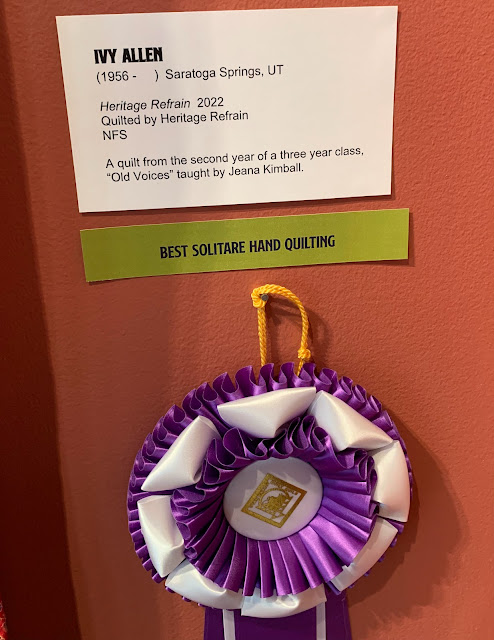 IVY ALLEN
(1956 -    ) Saratoga Springs, UT
Heritage Refrain 2022
Quilted by Heritage Refrain
NFS
A quilt from the second year of a three year class,
"Old Voices" taught by Jeana Kimball.
BEST SOLITARE HAND QUILTING